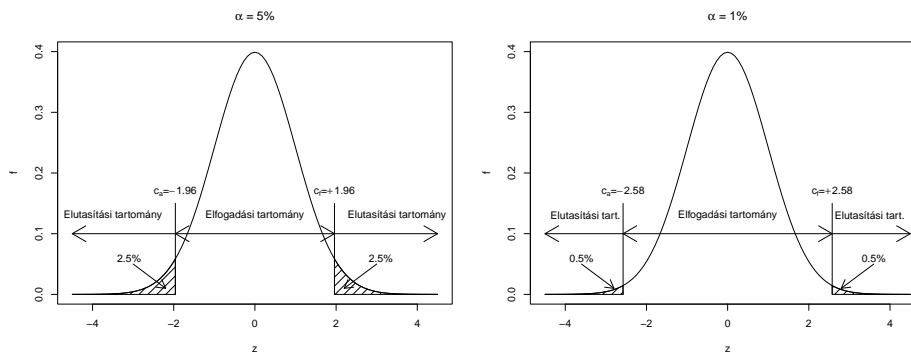 α = 5%
f
0.4
0.3
0.2
0.1
0.0
cₐ=−1.96
c_f=+1.96
Elutasítási tartomány
Elfogadási tartomány
Elutasítási tartomány
2.5%
2.5%
−4
−2
0
2
4
z
α = 1%
f
0.4
0.3
0.2
0.1
0.0
cₐ=−2.58
c_f=+2.58
Elutasítási tart.
Elfogadási tartomány
Elutasítási tart.
0.5%
0.5%
−4
−2
0
2
4
z